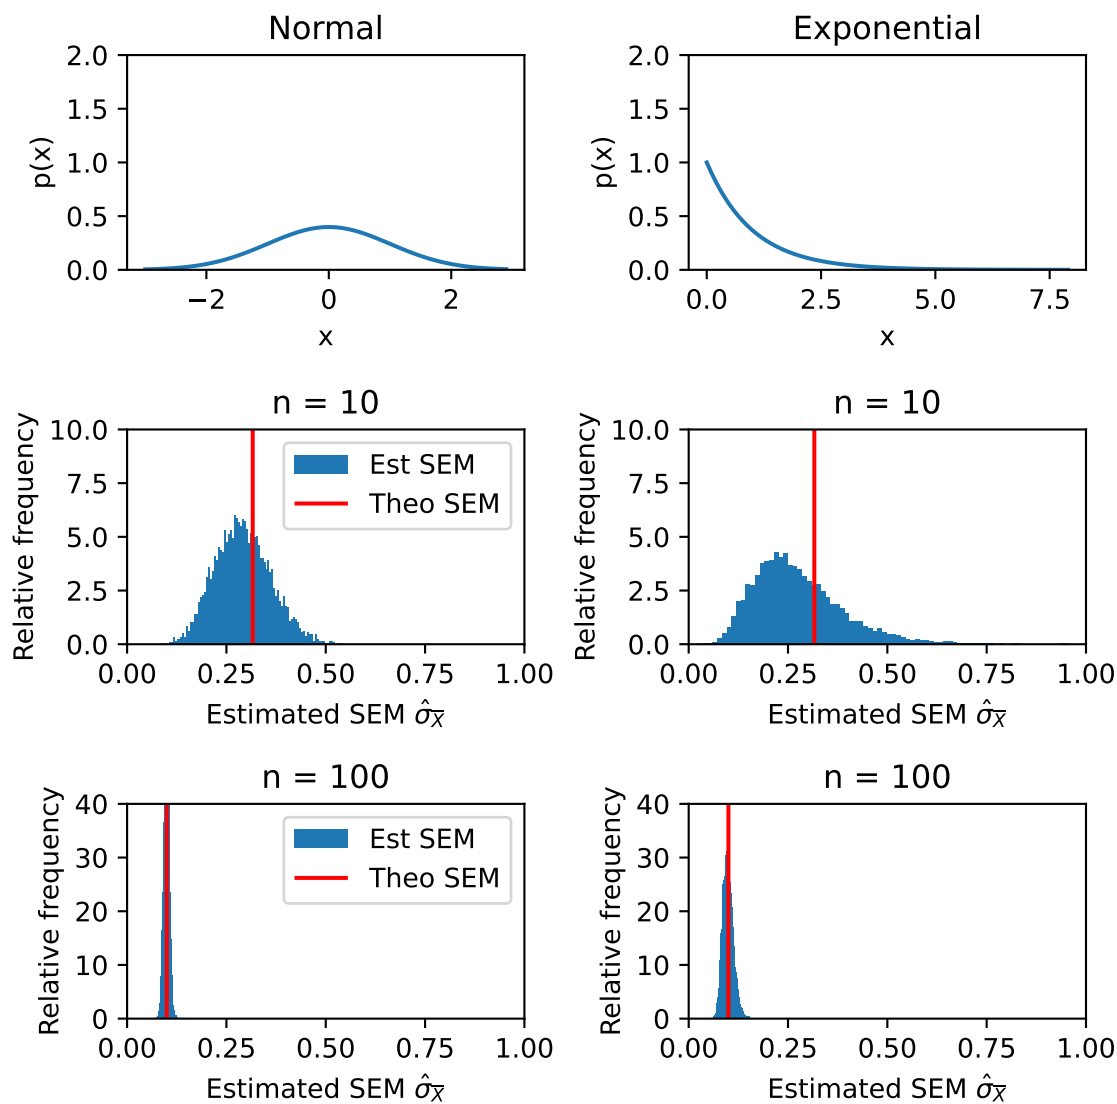 Normal
2.0
1.5
1.0
0.5
0.0
p(x)
−2 0 2
x
Exponential
2.0
1.5
1.0
0.5
0.0
p(x)
0.0 2.5 5.0 7.5
x
n = 10
10.0
7.5
5.0
2.5
0.0
Relative frequency
Est SEM
Theo SEM
0.00 0.25 0.50 0.75 1.00
Estimated SEM σ̂_X̅
n = 10
10.0
7.5
5.0
2.5
0.0
Relative frequency
0.00 0.25 0.50 0.75 1.00
Estimated SEM σ̂_X̅
n = 100
40
30
20
10
0
Relative frequency
Est SEM
Theo SEM
0.00 0.25 0.50 0.75 1.00
Estimated SEM σ̂_X̅
n = 100
40
30
20
10
0
Relative frequency
0.00 0.25 0.50 0.75 1.00
Estimated SEM σ̂_X̅